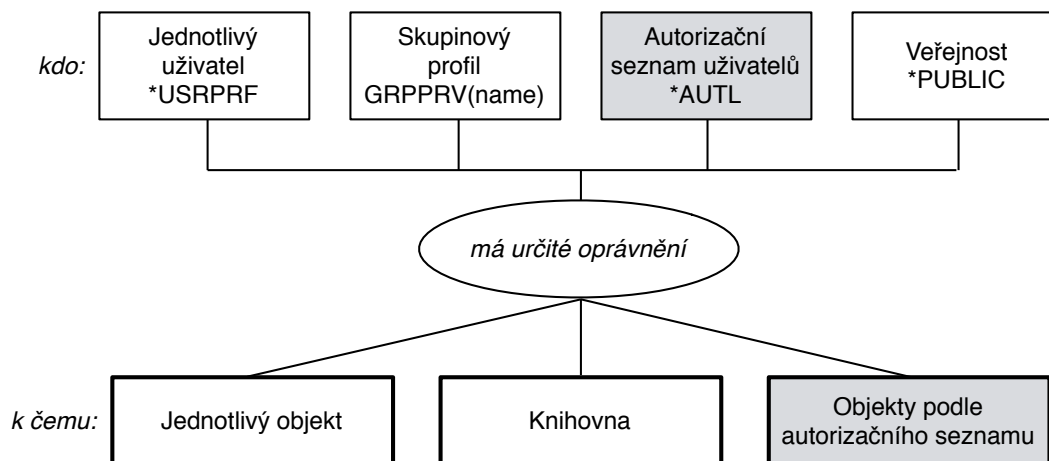 kdo:
Jednotlivý
uživatel
*USRPRF
Skupinový
profil
GRPPRV(name)
Autorizační
seznam uživatelů
*AUTL
Veřejnost
*PUBLIC
má určité oprávnění
k čemu:
Jednotlivý objekt
Knihovna
Objekty podle
autorizačního seznamu